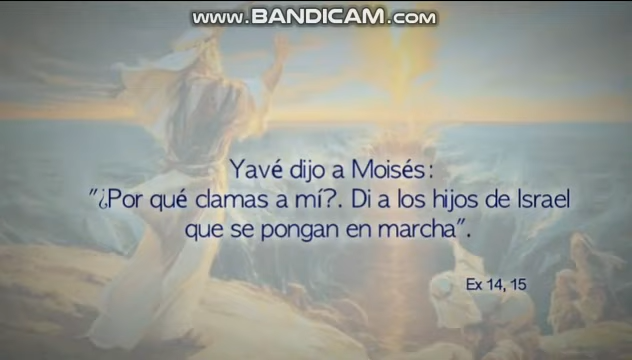 www.BANDICAM.com
Yavé dijo a Moisés:
"¿Por qué clamas a mí?. Di a los hijos de Israel
que se pongan en marcha".
Ex 14, 15